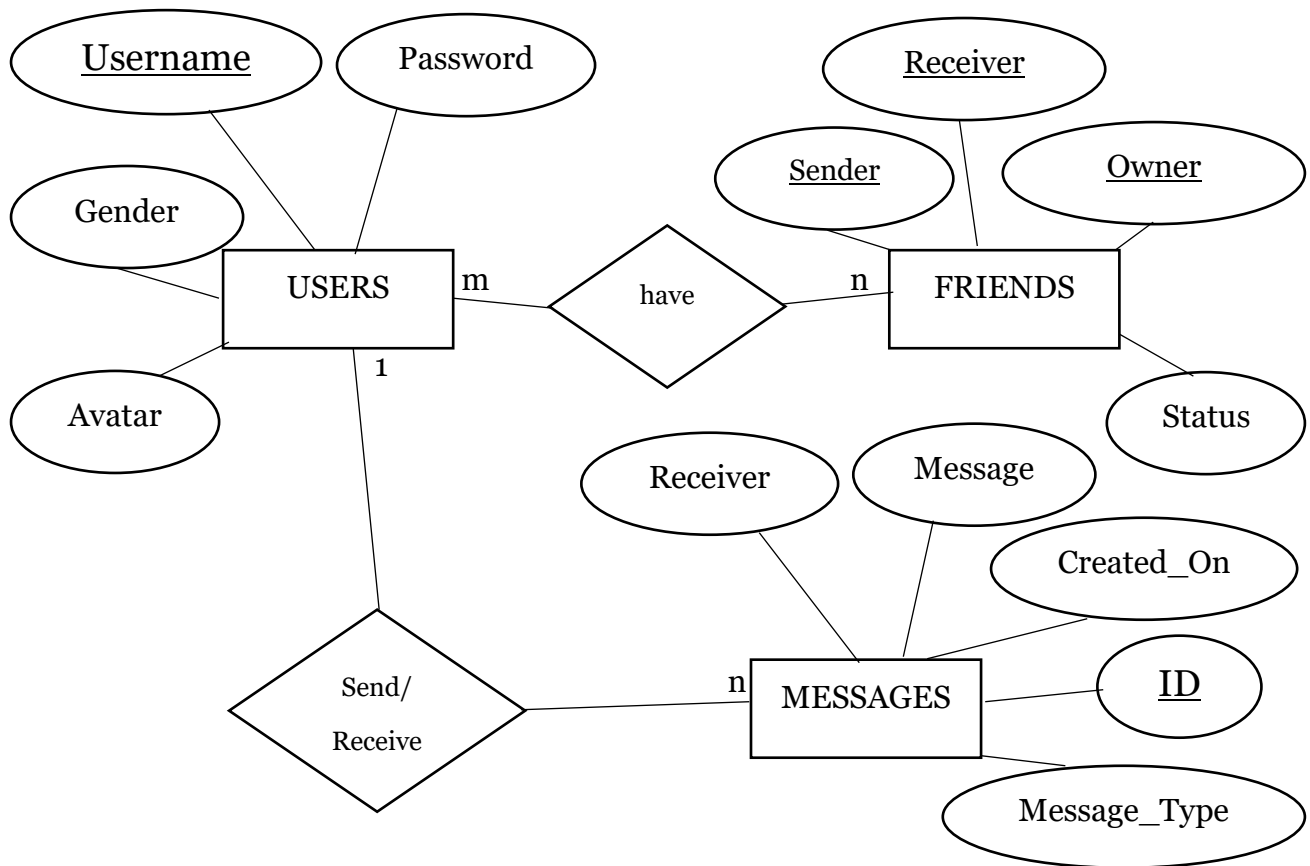 Username
Password
Receiver
Sender
Owner
Gender
USERS
m
have
n
FRIENDS
1
Avatar
Status
Receiver
Message
Created_On
Send/
Receive
n
MESSAGES
ID
Message_Type